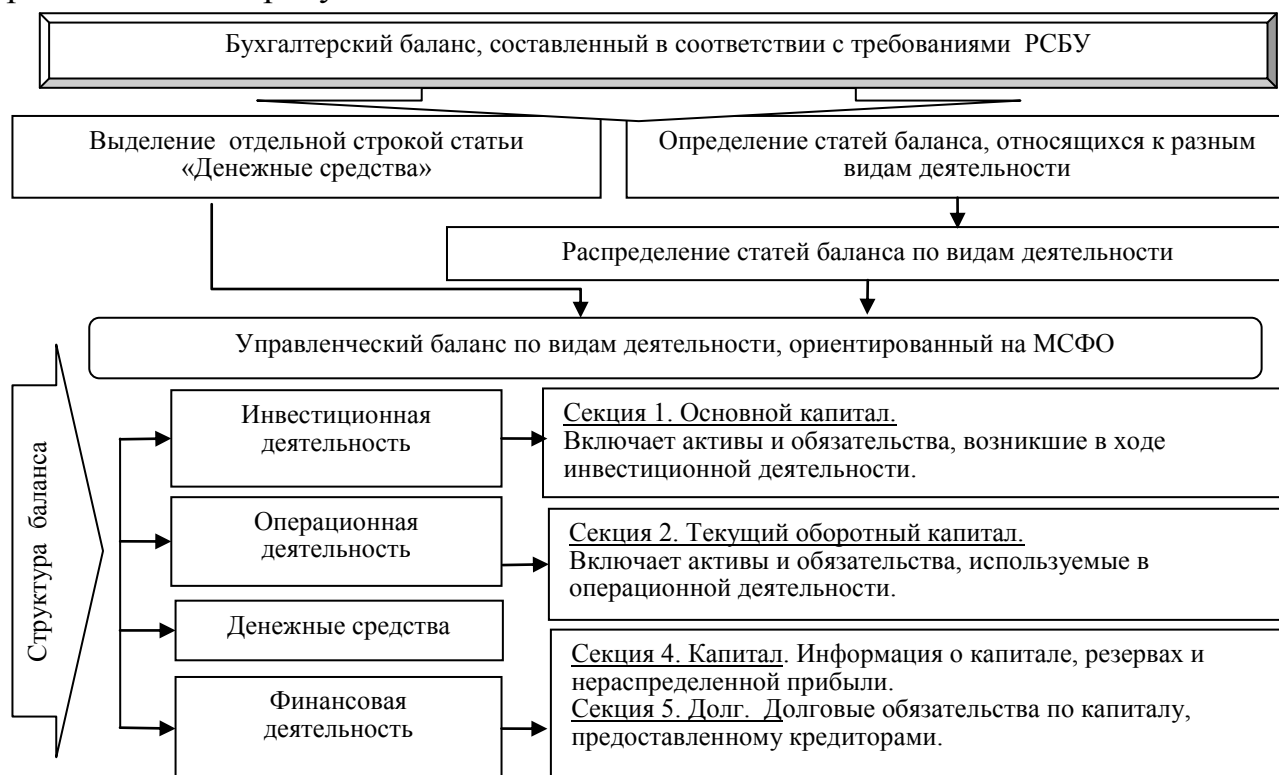 Бухгалтерский баланс, составленный в соответствии с требованиями РСБУ
Выделение отдельной строкой статьи
«Денежные средства»
Определение статей баланса, относящихся к разным
видам деятельности
Распределение статей баланса по видам деятельности
Управленческий баланс по видам деятельности, ориентированный на МСФО
Структура баланса
Инвестиционная
деятельность
Секция 1. Основной капитал.
Включает активы и обязательства, возникшие в ходе
инвестиционной деятельности.
Операционная
деятельность
Секция 2. Текущий оборотный капитал.
Включает активы и обязательства, используемые в
операционной деятельности.
Денежные средства
Финансовая
деятельность
Секция 4. Капитал. Информация о капитале, резервах и
нераспределенной прибыли.
Секция 5. Долг. Долговые обязательства по капиталу,
предоставленному кредиторами.